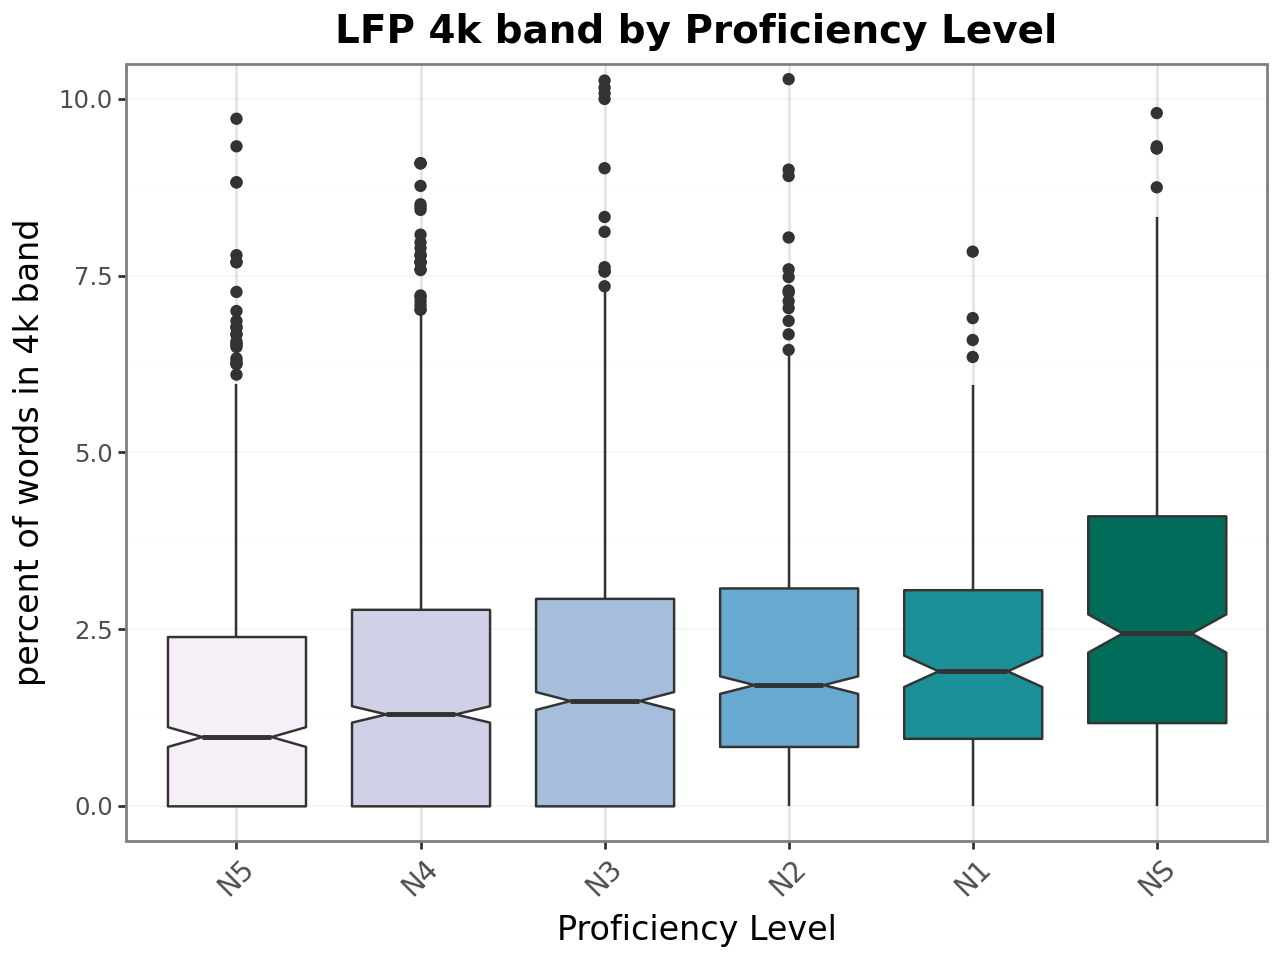 LFP 4k band by Proficiency Level
percent of words in 4k band
10.0
7.5
5.0
2.5
0.0
N5 N4 N3 N2 N1 NS
Proficiency Level